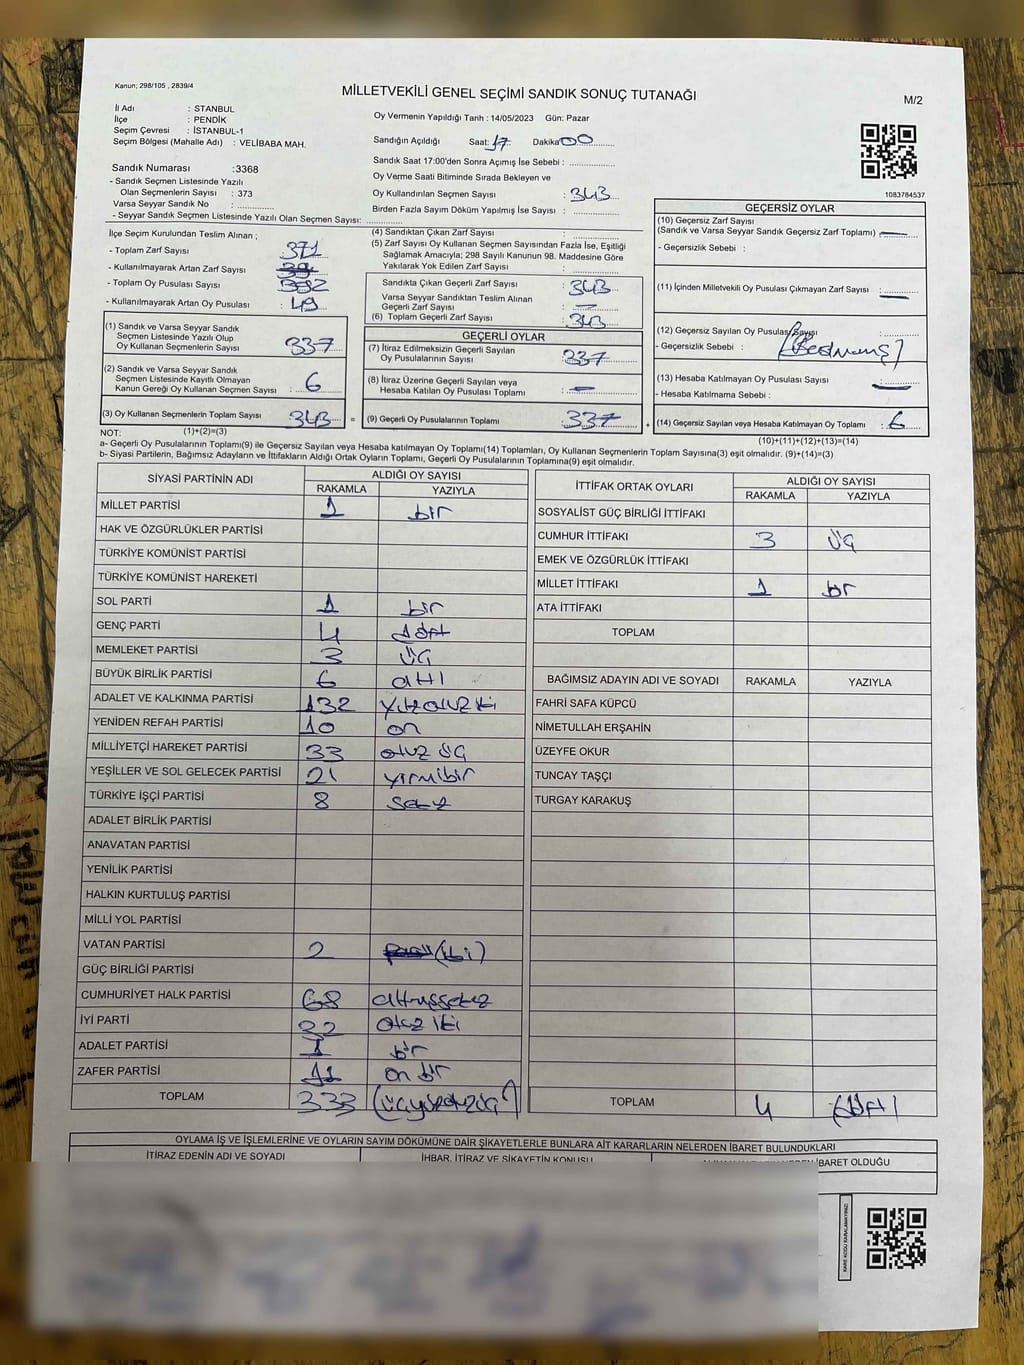 Kanun; 298/105 , 2839/4
MİLLETVEKİLİ GENEL SEÇİMİ SANDIK SONUÇ TUTANAĞI
M/2
İl Adı : STANBUL
İlçe : PENDİK
Seçim Çevresi : İSTANBUL-1
Seçim Bölgesi (Mahalle Adı) : VELİBABA MAH.
Sandık Numarası :3368
- Sandık Seçmen Listesinde Yazılı
Olan Seçmenlerin Sayısı : 373
Varsa Seyyar Sandık No :
- Seyyar Sandık Seçmen Listesinde Yazılı Olan Seçmen Sayısı:
Oy Vermenin Yapıldığı Tarih : 14/05/2023 Gün: Pazar
Sandığın Açıldığı Saat: 17 Dakika 00
Sandık Saat 17:00'den Sonra Açımış İse Sebebi :
Oy Verme Saati Bitiminde Sırada Bekleyen ve
Oy Kullandırılan Seçmen Sayısı : 343
Birden Fazla Sayım Döküm Yapılmış İse Sayısı :
1083784537
İlçe Seçim Kurulundan Teslim Alınan ;
- Toplam Zarf Sayısı : 371
- Kullanılmayarak Artan Zarf Sayısı :
- Toplam Oy Pusulası Sayısı :
- Kullanılmayarak Artan Oy Pusulası : 49
(4) Sandıktan Çıkan Zarf Sayısı :
(5) Zarf Sayısı Oy Kullanan Seçmen Sayısından Fazla İse, Eşitliği
Sağlamak Amacıyla; 298 Sayılı Kanunun 98. Maddesine Göre
Yakılarak Yok Edilen Zarf Sayısı :
Sandıkta Çıkan Geçerli Zarf Sayısı : 343
Varsa Seyyar Sandıktan Teslim Alınan
Geçerli Zarf Sayısı : —
(6) Toplam Geçerli Zarf Sayısı : 343
GEÇERSİZ OYLAR
(10) Geçersiz Zarf Sayısı
(Sandık ve Varsa Seyyar Sandık Geçersiz Zarf Toplamı) —
- Geçersizlik Sebebi :
(11) İçinden Milletvekili Oy Pusulası Çıkmayan Zarf Sayısı : —
(12) Geçersiz Sayılan Oy Pusulası Sayısı :
- Geçersizlik Sebebi :
(13) Hesaba Katılmayan Oy Pusulası Sayısı : —
- Hesaba Katılmama Sebebi :
(14) Geçersiz Sayılan veya Hesaba Katılmayan Oy Toplamı : 6
(10)+(11)+(12)+(13)=(14)
(1) Sandık ve Varsa Seyyar Sandık
Seçmen Listesinde Yazılı Olup
Oy Kullanan Seçmenlerin Sayısı : 337
(2) Sandık ve Varsa Seyyar Sandık
Seçmen Listesinde Kayıtlı Olmayan
Kanun Gereği Oy Kullanan Seçmen Sayısı : 6
(3) Oy Kullanan Seçmenlerin Toplam Sayısı : 343 =
(1)+(2)=(3)
GEÇERLİ OYLAR
(7) İtiraz Edilmeksizin Geçerli Sayılan
Oy Pusulalarının Sayısı : 337
(8) İtiraz Üzerine Geçerli Sayılan veya
Hesaba Katılan Oy Pusulası Toplamı : —
(9) Geçerli Oy Pusulalarının Toplamı : 337 +
NOT:
a- Geçerli Oy Pusulalarının Toplamı(9) ile Geçersiz Sayılan veya Hesaba katılmayan Oy Toplamı(14) Toplamları, Oy Kullanan Seçmenlerin Toplam Sayısına(3) eşit olmalıdır. (9)+(14)=(3)
b- Siyasi Partilerin, Bağımsız Adayların ve İttifakların Aldığı Ortak Oyların Toplamı, Geçerli Oy Pusulalarının Toplamına(9) eşit olmalıdır.
SİYASİ PARTİNİN ADI ALDIĞI OY SAYISI
RAKAMLA YAZIYLA
MİLLET PARTİSİ 1 bir
HAK VE ÖZGÜRLÜKLER PARTİSİ
TÜRKİYE KOMÜNİST PARTİSİ
TÜRKİYE KOMÜNİST HAREKETİ
SOL PARTİ 1 bir
GENÇ PARTİ 4 dört
MEMLEKET PARTİSİ 3 üç
BÜYÜK BİRLİK PARTİSİ 6 altı
ADALET VE KALKINMA PARTİSİ 132 yüzotuziki
YENİDEN REFAH PARTİSİ 10 on
MİLLİYETÇİ HAREKET PARTİSİ 33 otuz üç
YEŞİLLER VE SOL GELECEK PARTİSİ 21 yirmibir
TÜRKİYE İŞÇİ PARTİSİ 8 sekiz
ADALET BİRLİK PARTİSİ
ANAVATAN PARTİSİ
YENİLİK PARTİSİ
HALKIN KURTULUŞ PARTİSİ
MİLLİ YOL PARTİSİ
VATAN PARTİSİ 2 (iki)
GÜÇ BİRLİĞİ PARTİSİ
CUMHURİYET HALK PARTİSİ 68 altmışsekiz
İYİ PARTİ 32 otuz iki
ADALET PARTİSİ 1 bir
ZAFER PARTİSİ 11 on bir
TOPLAM 333 (üçyüzotuzüç)
İTTİFAK ORTAK OYLARI ALDIĞI OY SAYISI
RAKAMLA YAZIYLA
SOSYALİST GÜÇ BİRLİĞİ İTTİFAKI
CUMHUR İTTİFAKI 3 üç
EMEK VE ÖZGÜRLÜK İTTİFAKI
MİLLET İTTİFAKI 1 bir
ATA İTTİFAKI
TOPLAM
BAĞIMSIZ ADAYIN ADI VE SOYADI RAKAMLA YAZIYLA
FAHRİ SAFA KÜPCÜ
NİMETULLAH ERŞAHİN
ÜZEYFE OKUR
TUNCAY TAŞÇI
TURGAY KARAKUŞ
TOPLAM 4 (dört)
OYLAMA İŞ VE İŞLEMLERİNE VE OYLARIN SAYIM DÖKÜMÜNE DAİR ŞİKAYETLERLE BUNLARA AİT KARARLARIN NELERDEN İBARET BULUNDUKLARI
İTİRAZ EDENİN ADI VE SOYADI İHBAR, İTİRAZ VE ŞİKAYETİN KONUSU İBARET OLDUĞU
KARE KODU KARALAMAYINIZ!